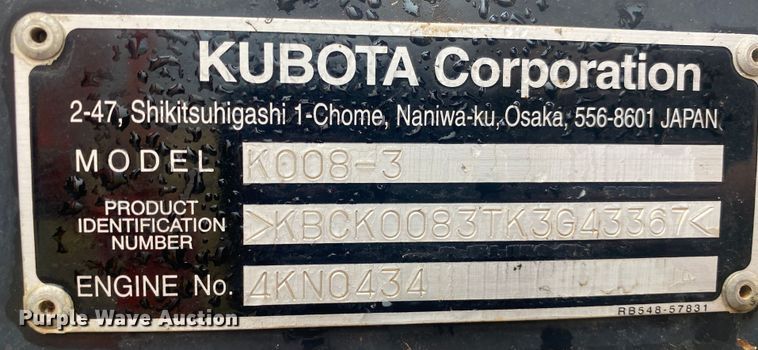 KUBOTA Corporation
2-47, Shikitsuhigashi 1-Chome, Naniwa-ku, Osaka, 556-8601 JAPAN
MODEL K008-3
PRODUCT IDENTIFICATION NUMBER >KBCK0083TK3G43367<
ENGINE No. 4KN0434
RB548-57831
Purple Wave Auction